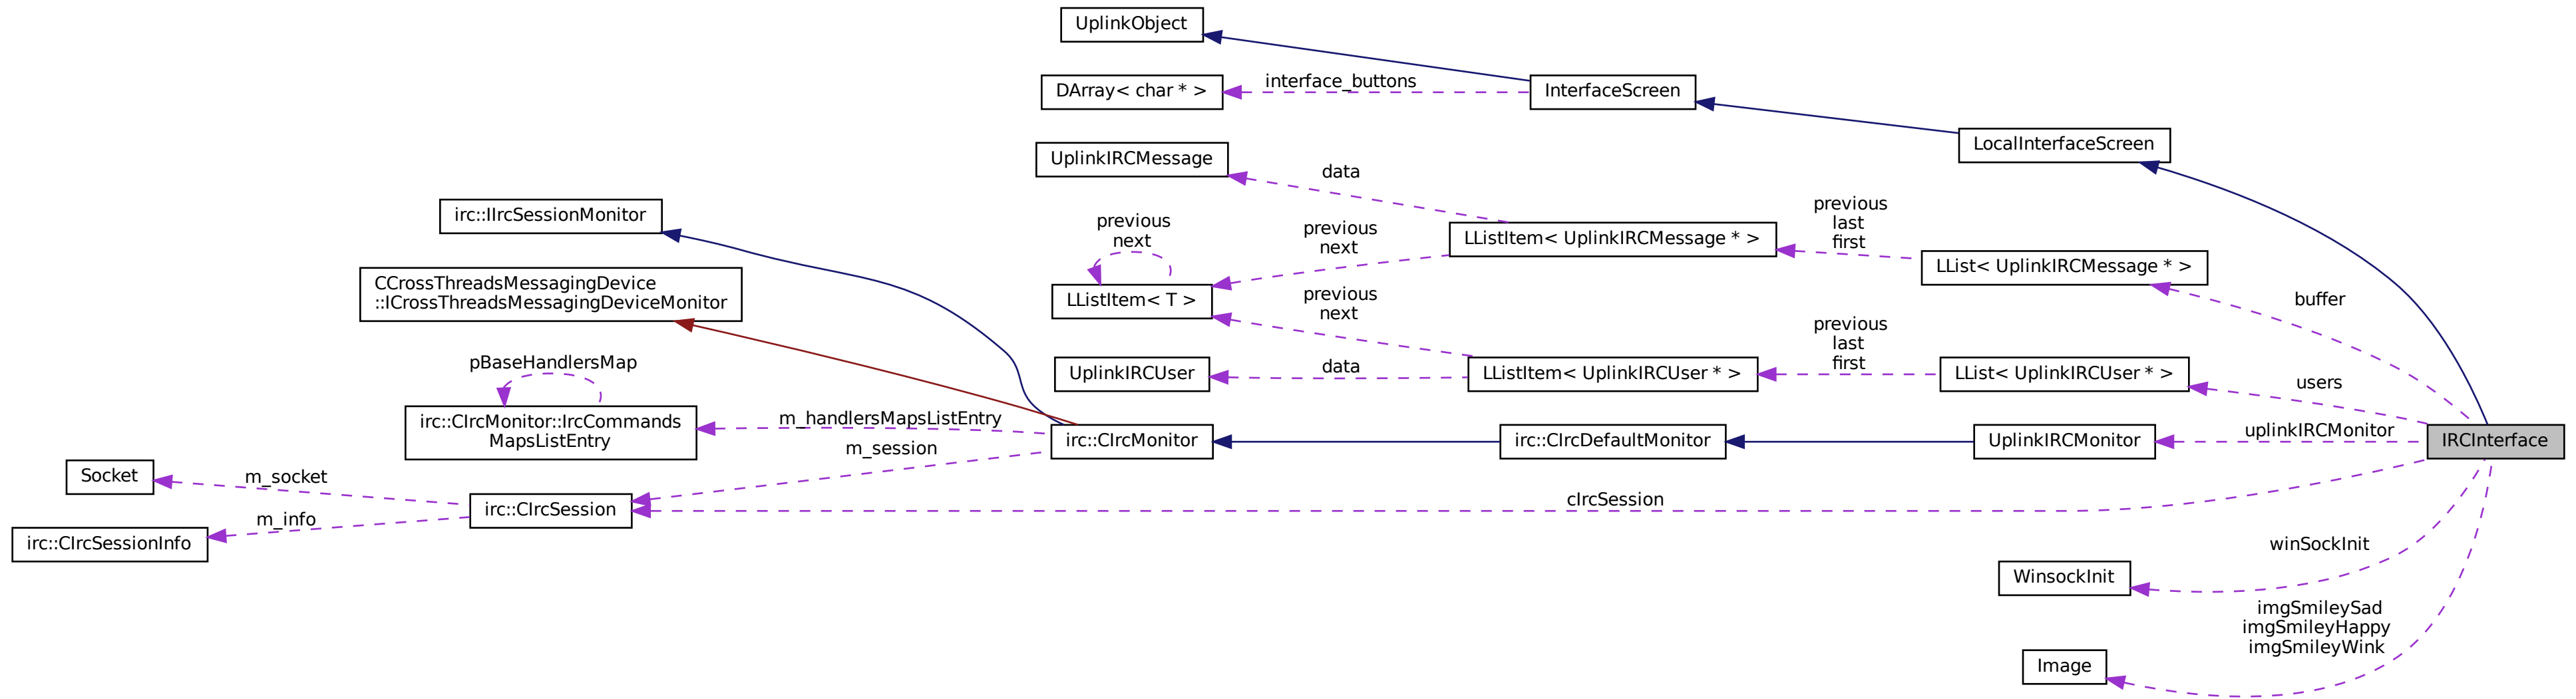 UplinkObject
DArray< char * >
interface_buttons
InterfaceScreen
LocalInterfaceScreen
UplinkIRCMessage
data
irc::IIrcSessionMonitor
previous
next
previous
next
LListItem< UplinkIRCMessage * >
previous
last
first
LList< UplinkIRCMessage * >
CCrossThreadsMessagingDevice
::ICrossThreadsMessagingDeviceMonitor
LListItem< T >
previous
next
buffer
previous
last
first
pBaseHandlersMap
UplinkIRCUser
data
LListItem< UplinkIRCUser * >
LList< UplinkIRCUser * >
users
irc::CIrcMonitor::IrcCommands
MapsListEntry
m_handlersMapsListEntry
m_session
irc::CIrcMonitor
irc::CIrcDefaultMonitor
UplinkIRCMonitor
uplinkIRCMonitor
IRCInterface
Socket
m_socket
irc::CIrcSession
cIrcSession
m_info
irc::CIrcSessionInfo
winSockInit
WinsockInit
imgSmileySad
imgSmileyHappy
imgSmileyWink
Image